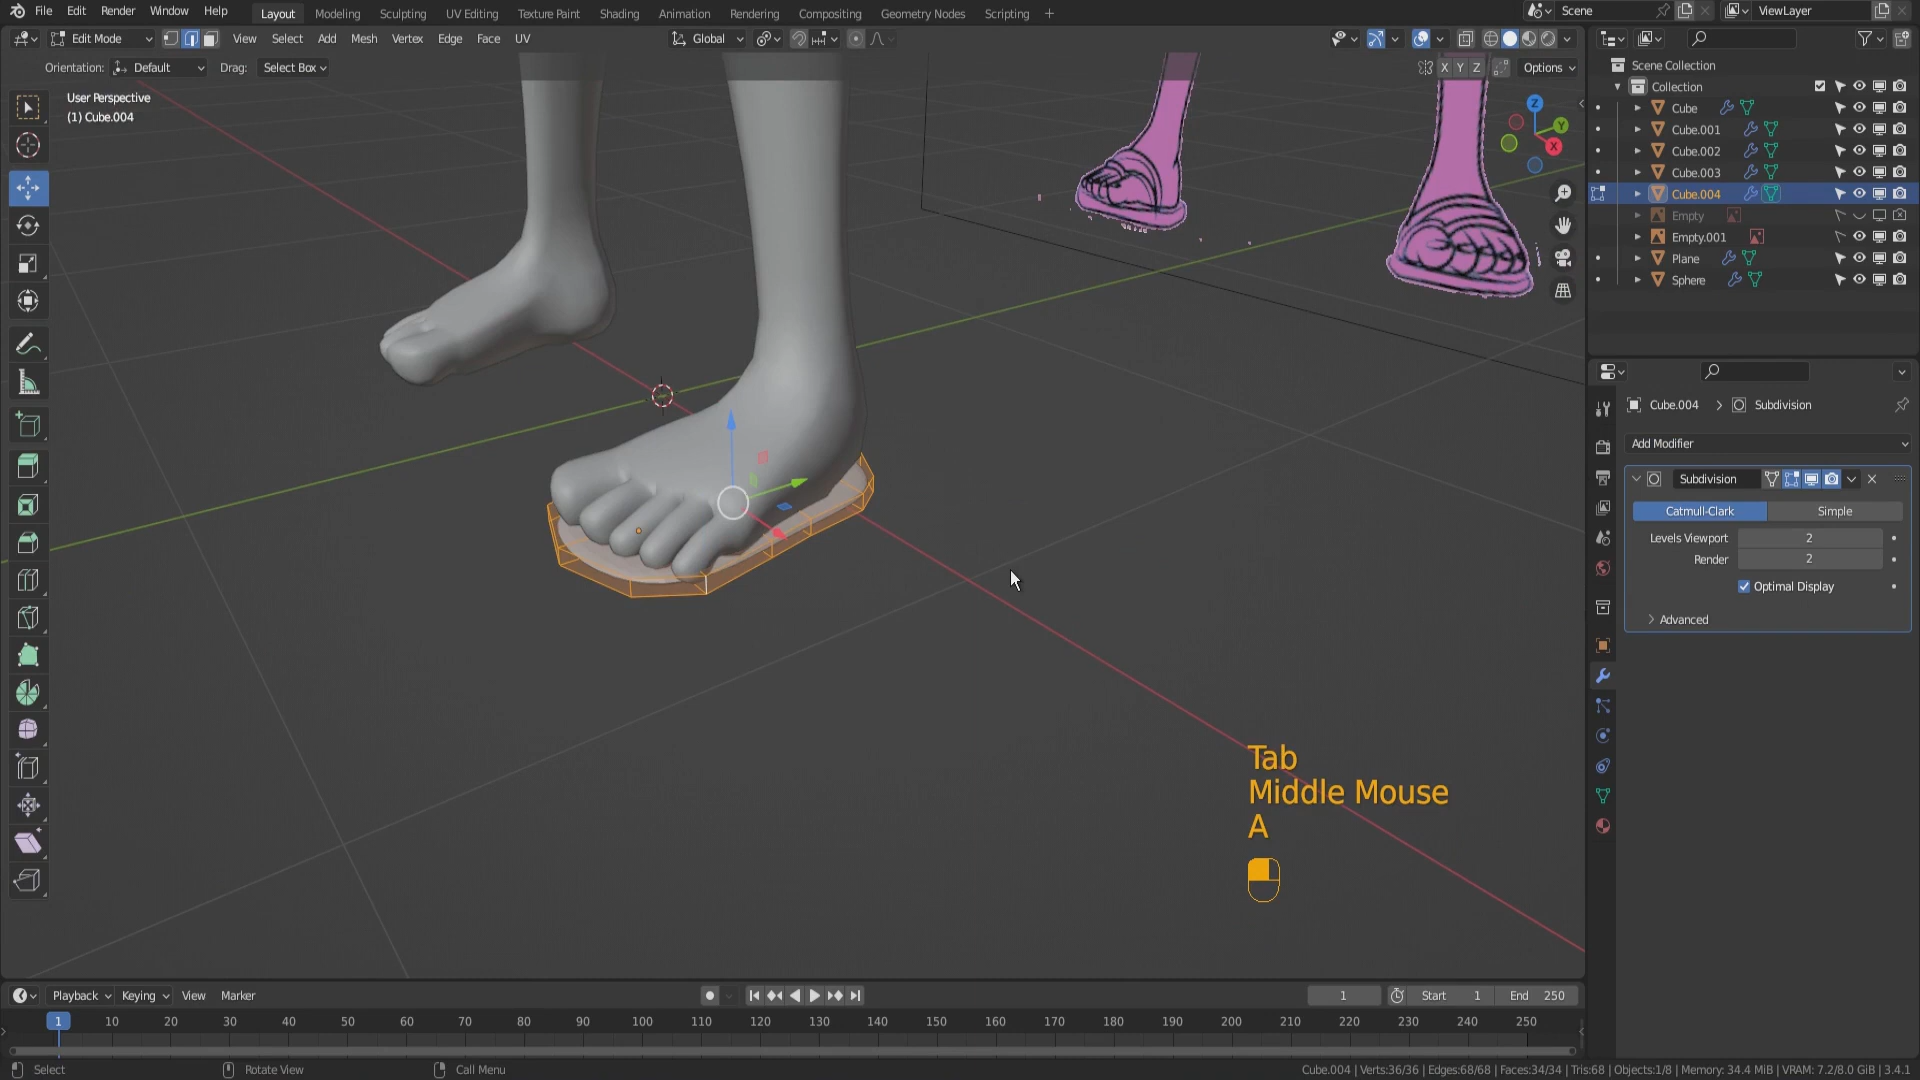 File Edit Render Window Help Layout Modeling Sculpting UV Editing Texture Paint Shading Animation Rendering Compositing Geometry Nodes Scripting + Scene ViewLayer
Edit Mode View Select Add Mesh Vertex Edge Face UV Global
Orientation: Default Drag: Select Box X Y Z Options
User Perspective
(1) Cube.004
Z
Y
X
Scene Collection
Collection
Cube
Cube.001
Cube.002
Cube.003
Cube.004
Empty
Empty.001
Plane
Sphere
Cube.004 > Subdivision
Add Modifier
Subdivision
Catmull-Clark Simple
Levels Viewport 2
Render 2
Optimal Display
Advanced
Tab
Middle Mouse
A
Playback Keying View Marker 1 Start 1 End 250
1 10 20 30 40 50 60 70 80 90 100 110 120 130 140 150 160 170 180 190 200 210 220 230 240 250
Select Rotate View Call Menu Cube.004 | Verts:36/36 | Edges:68/68 | Faces:34/34 | Tris:68 | Objects:1/8 | Memory: 34.4 MiB | VRAM: 7.2/8.0 GiB | 3.4.1